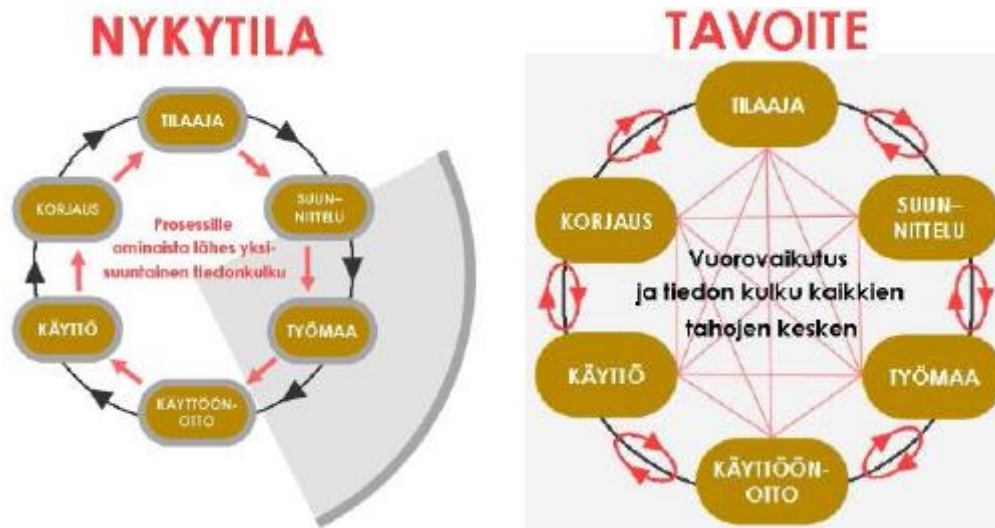 NYKYTILA
TILAAJA
SUUN-
NITTELU
TYÖMAA
KÄYTTÖÖN-
OTTO
KÄYTTÖ
KORJAUS
Prosessille
ominaista lähes yksi-
suuntainen tiedonkulku
TAVOITE
TILAAJA
SUUN-
NITTELU
TYÖMAA
KÄYTTÖÖN-
OTTO
KÄYTTÖ
KORJAUS
Vuorovaikutus
ja tiedon kulku kaikkien
tahojen kesken